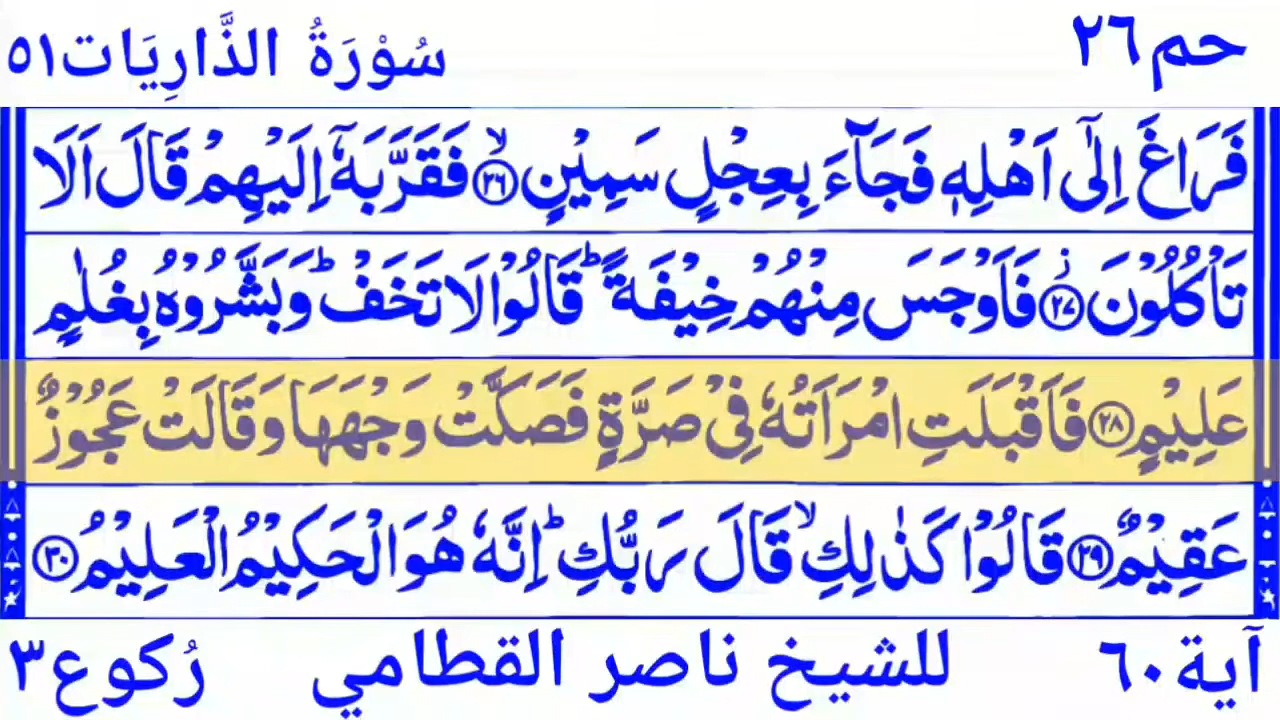 حم٢٦ سُوْرَةُ الذَّارِيَات٥١
فَرَاغَ اِلٰٓى اَهْلِهٖ فَجَآءَ بِعِجْلٍ سَمِيْنٍ ۙ﴿٢٦﴾ فَقَرَّبَهٗۤ اِلَيْهِمْ قَالَ اَلَا
تَاْكُلُوْنَ ؗ﴿٢٧﴾ فَاَوْجَسَ مِنْهُمْ خِيْفَةً ؕ قَالُوْا لَا تَخَفْ ؕ وَبَشَّرُوْهُ بِغُلٰمٍ
عَلِيْمٍ ﴿٢٨﴾ فَاَقْبَلَتِ امْرَاَتُهٗ فِيْ صَرَّةٍ فَصَكَّتْ وَجْهَهَا وَقَالَتْ عَجُوْزٌ
عَقِيْمٌ ﴿٢٩﴾ قَالُوْا كَذٰلِكِ ۙ قَالَ رَبُّكِ ؕ اِنَّهٗ هُوَ الْحَكِيْمُ الْعَلِيْمُ ﴿٣٠﴾
آية٦٠ للشيخ ناصر القطامي رُكوع٣